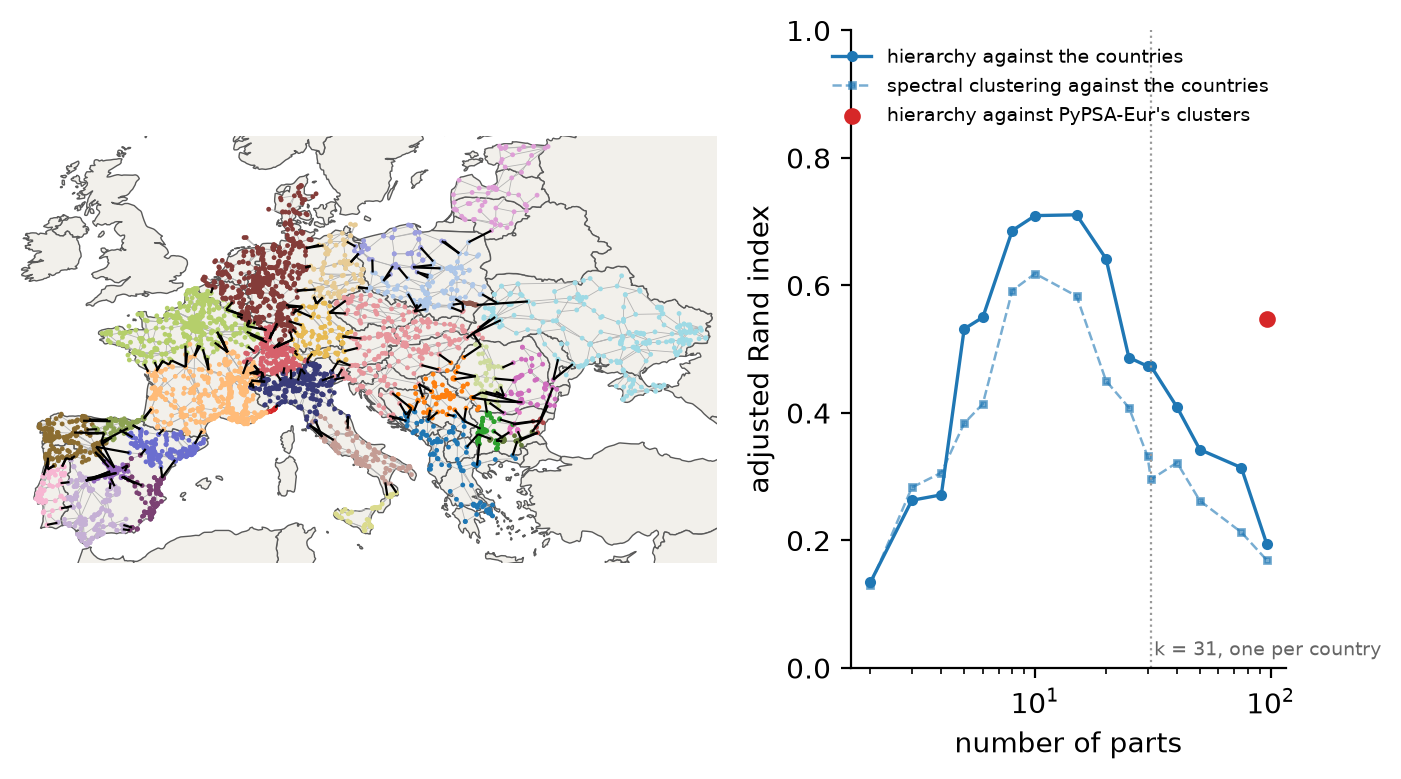 1.0
0.8
0.6
0.4
0.2
0.0
adjusted Rand index
hierarchy against the countries
spectral clustering against the countries
hierarchy against PyPSA-Eur's clusters
k = 31, one per country
10¹ 10²
number of parts